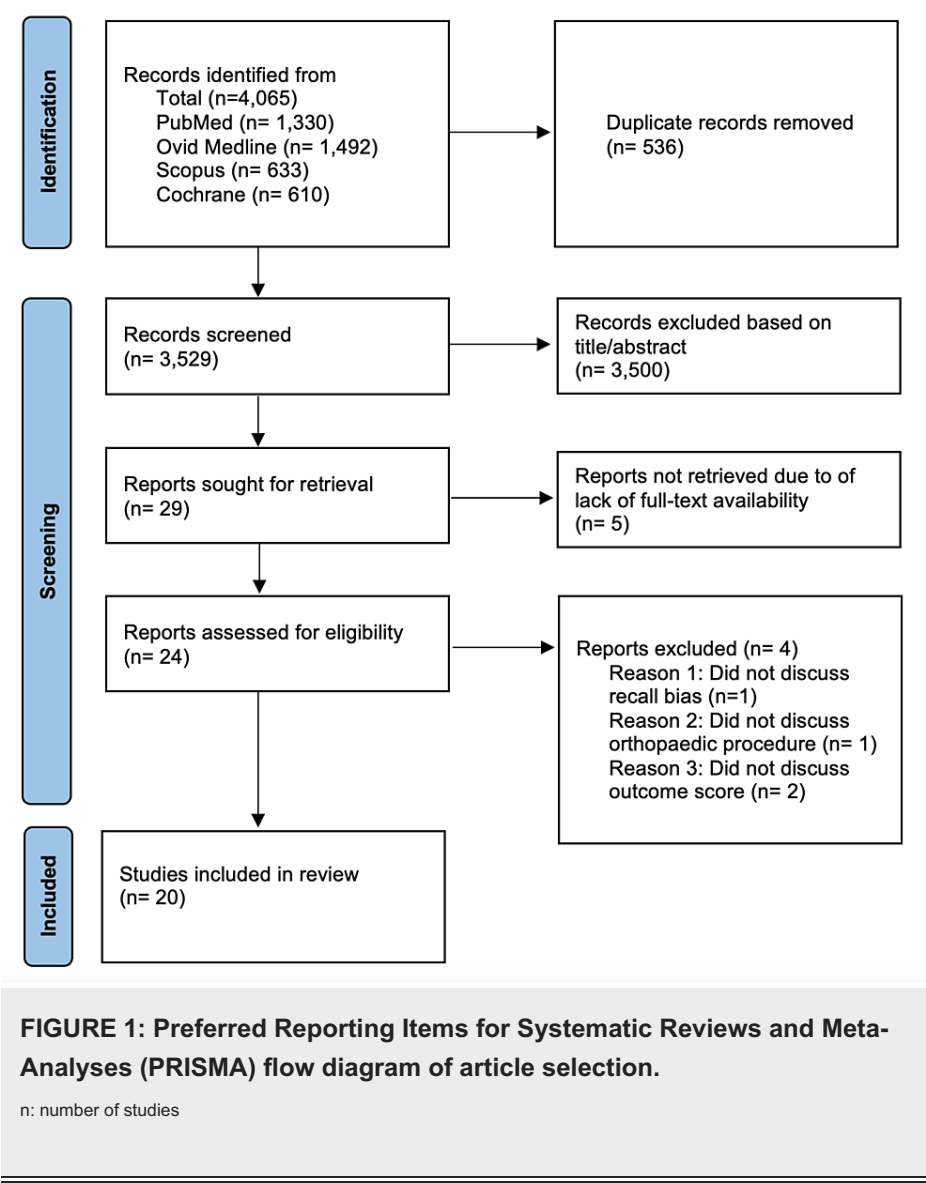 Identification
Records identified from
Total (n=4,065)
PubMed (n= 1,330)
Ovid Medline (n= 1,492)
Scopus (n= 633)
Cochrane (n= 610)
Duplicate records removed
(n= 536)
Screening
Records screened
(n= 3,529)
Records excluded based on
title/abstract
(n= 3,500)
Reports sought for retrieval
(n= 29)
Reports not retrieved due to of
lack of full-text availability
(n= 5)
Reports assessed for eligibility
(n= 24)
Reports excluded (n= 4)
Reason 1: Did not discuss
recall bias (n=1)
Reason 2: Did not discuss
orthopaedic procedure (n= 1)
Reason 3: Did not discuss
outcome score (n= 2)
Included
Studies included in review
(n= 20)
FIGURE 1: Preferred Reporting Items for Systematic Reviews and Meta-
Analyses (PRISMA) flow diagram of article selection.
n: number of studies